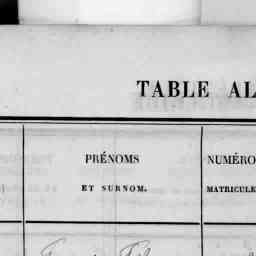 TABLE AL
PRÉNOMS
ET SURNOM.
NUMÉRO
MATRICULE